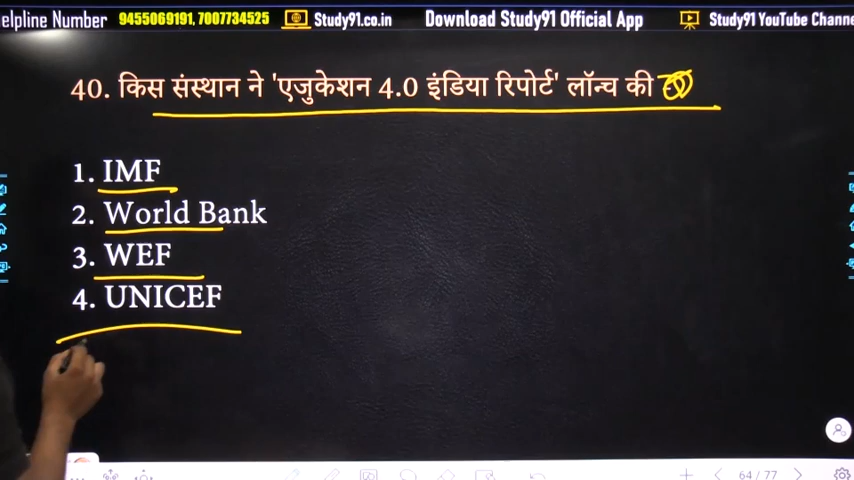 elpline Number 9455069191, 7007734525 Study91.co.in Download Study91 Official App Study91 YouTube Channe
40. किस संस्थान ने 'एजुकेशन 4.0 इंडिया रिपोर्ट' लॉन्च की
1. IMF
2. World Bank
3. WEF
4. UNICEF
64 / 77